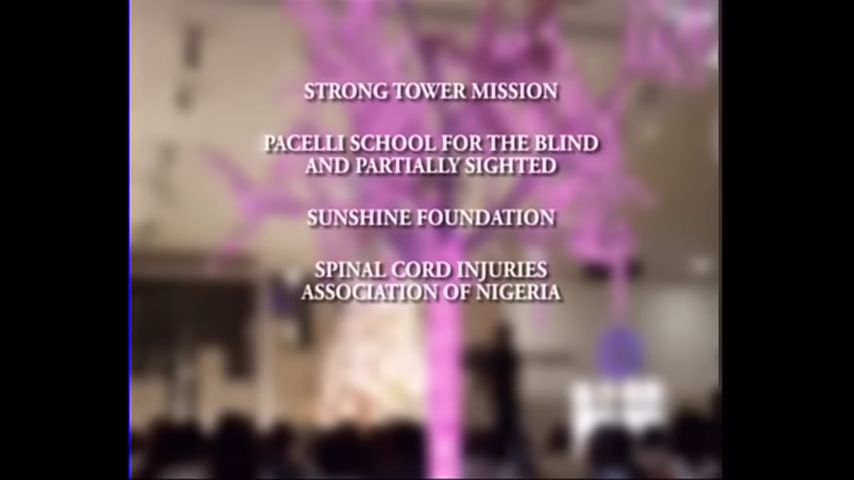 STRONG TOWER MISSION
PACELLI SCHOOL FOR THE BLIND
AND PARTIALLY SIGHTED
SUNSHINE FOUNDATION
SPINAL CORD INJURIES
ASSOCIATION OF NIGERIA